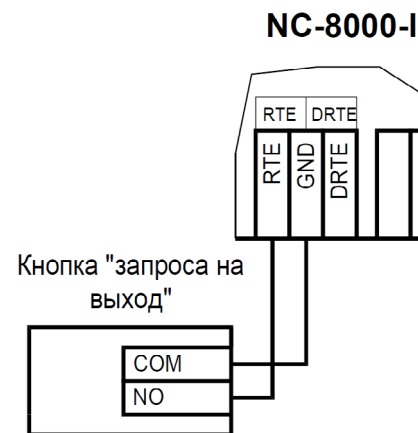 NC-8000-I
RTE DRTE
RTE GND DRTE
Кнопка "запроса на
выход"
COM
NO